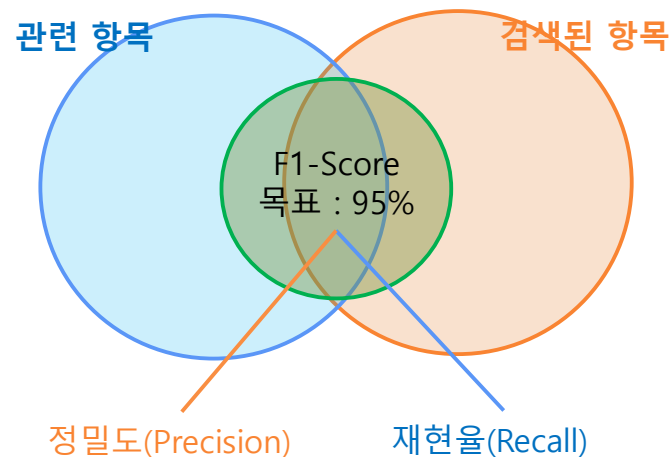 관련 항목
검색된 항목
F1-Score
목표 : 95%
정밀도(Precision)
재현율(Recall)